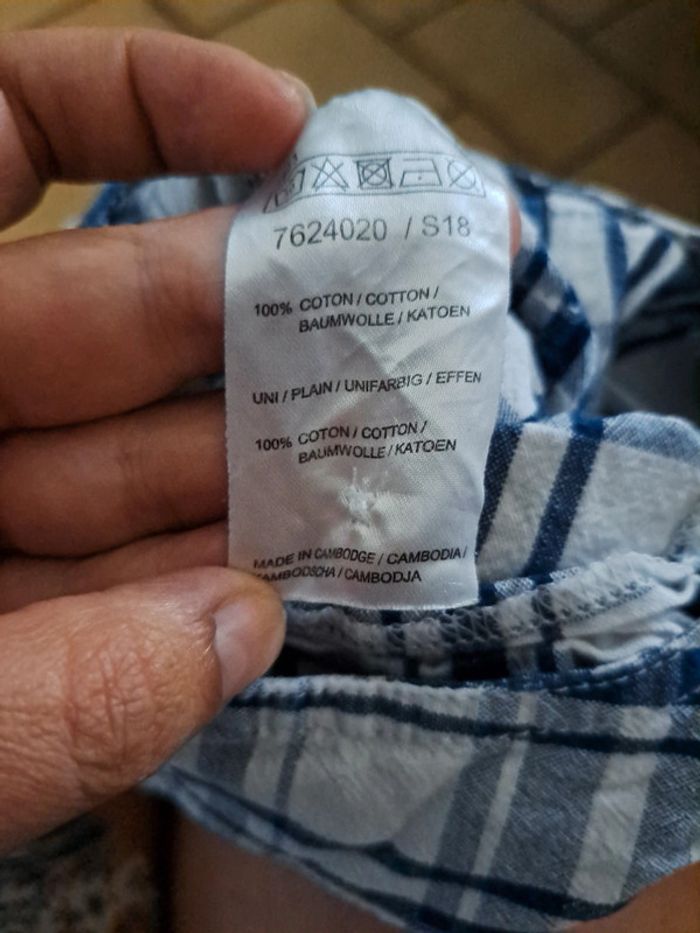 7624020 / S18
100% COTON / COTTON /
BAUMWOLLE / KATOEN
UNI / PLAIN / UNIFARBIG / EFFEN
100% COTON / COTTON /
BAUMWOLLE / KATOEN
MADE IN CAMBODGE / CAMBODIA /
KAMBODSCHA / CAMBODJA